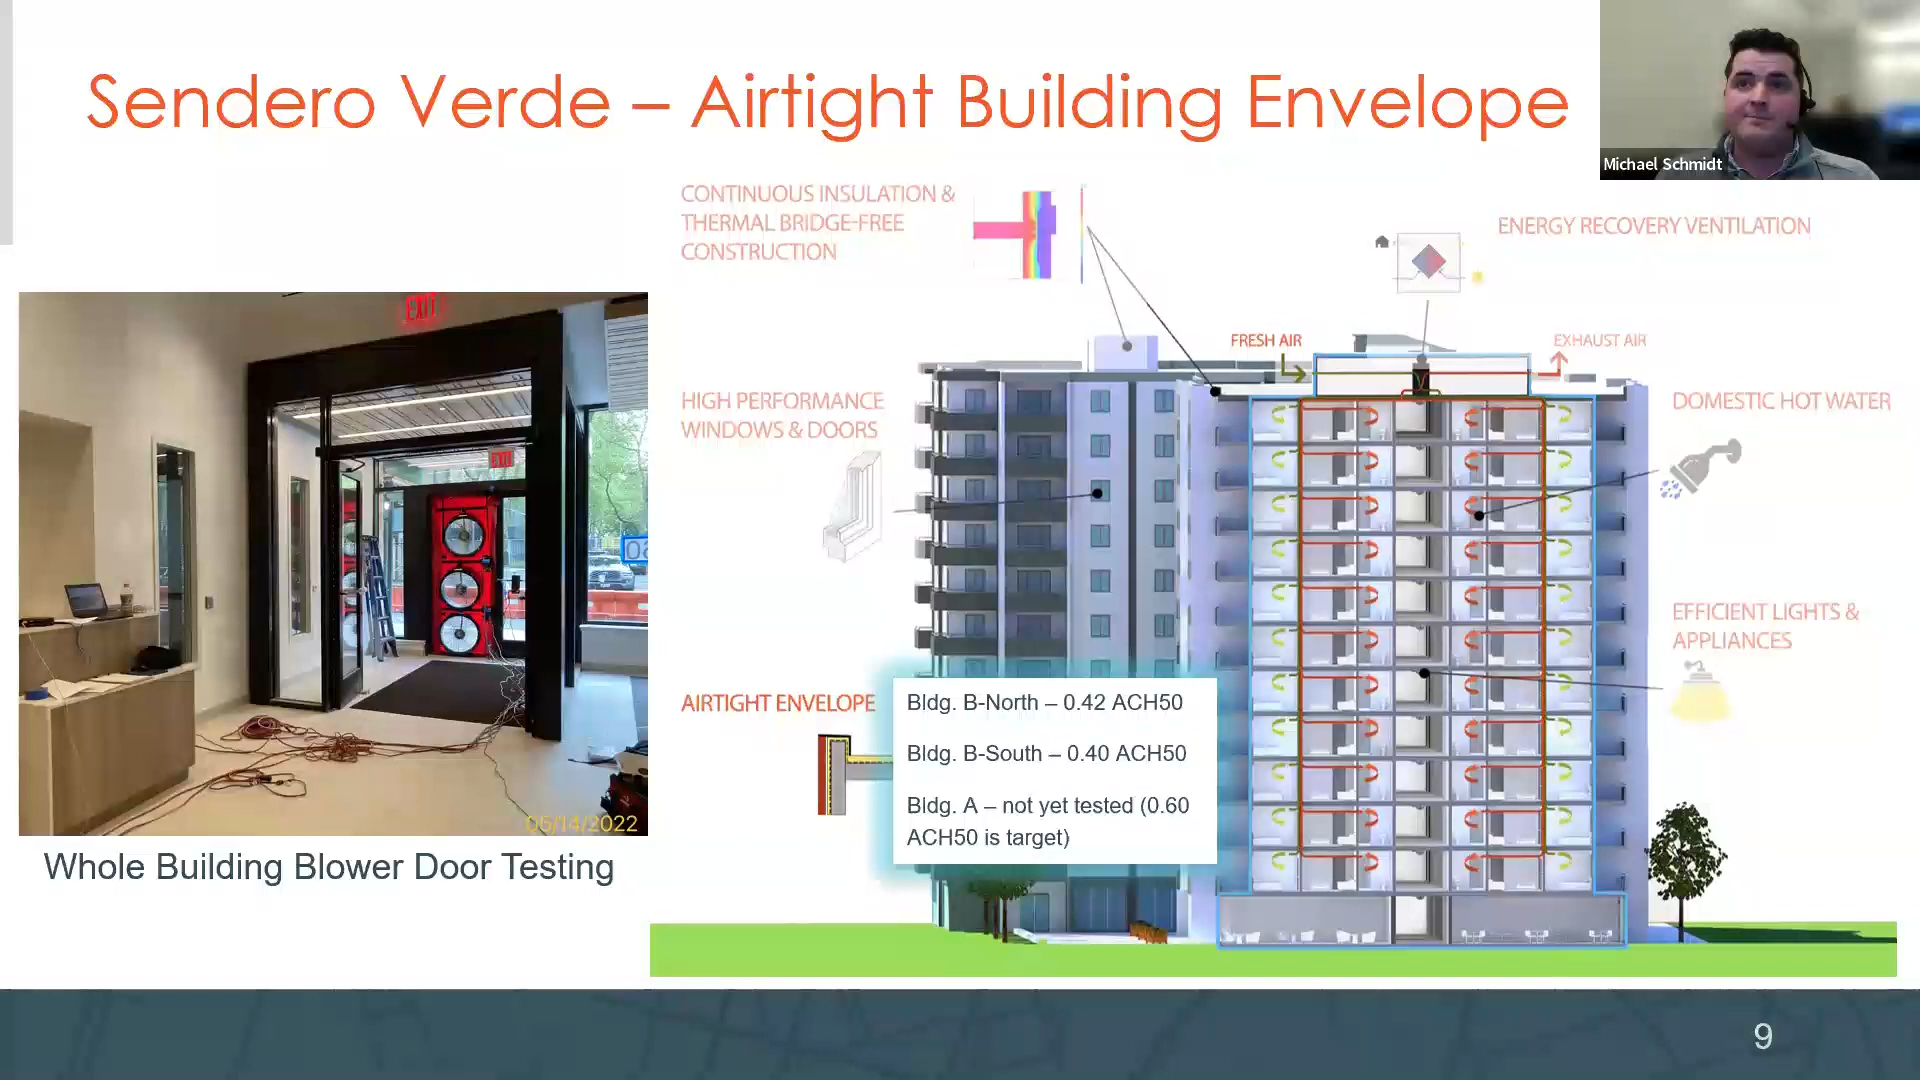 Sendero Verde – Airtight Building Envelope
Michael Schmidt
CONTINUOUS INSULATION &
THERMAL BRIDGE-FREE
CONSTRUCTION
ENERGY RECOVERY VENTILATION
FRESH AIR
EXHAUST AIR
HIGH PERFORMANCE
WINDOWS & DOORS
DOMESTIC HOT WATER
EXIT
EXIT
EFFICIENT LIGHTS &
APPLIANCES
AIRTIGHT ENVELOPE
Bldg. B-North – 0.42 ACH50
Bldg. B-South – 0.40 ACH50
Bldg. A – not yet tested (0.60
ACH50 is target)
05/14/2022
Whole Building Blower Door Testing
9